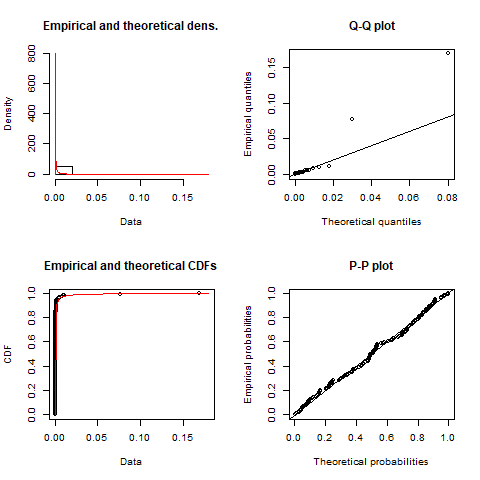 Empirical and theoretical dens.
Density
0 200 400 600 800
0.00 0.05 0.10 0.15
Data
Q-Q plot
Empirical quantiles
0.00 0.05 0.10 0.15
0.00 0.02 0.04 0.06 0.08
Theoretical quantiles
Empirical and theoretical CDFs
CDF
0.0 0.2 0.4 0.6 0.8 1.0
0.00 0.05 0.10 0.15
Data
P-P plot
Empirical probabilities
0.0 0.2 0.4 0.6 0.8 1.0
0.0 0.2 0.4 0.6 0.8 1.0
Theoretical probabilities